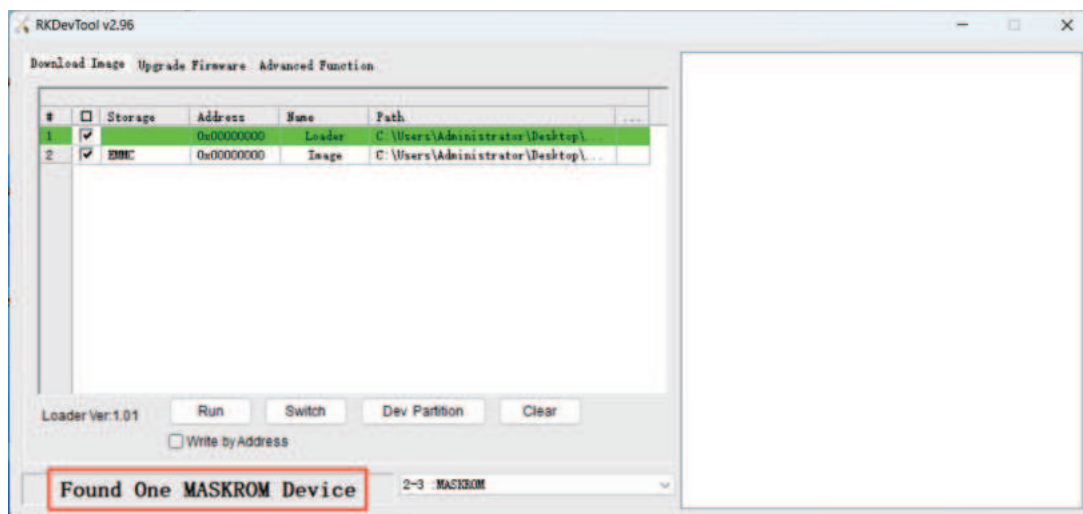 RKDevTool v2.96
Download Image Upgrade Firmware Advanced Function
# Storage Address Name Path ...
1 0x00000000 Loader C:\Users\Administrator\Desktop\...
2 EMMC 0x00000000 Image C:\Users\Administrator\Desktop\...
Loader Ver:1.01 Run Switch Dev Partition Clear
Write by Address
Found One MASKROM Device 2-3 :MASKROM